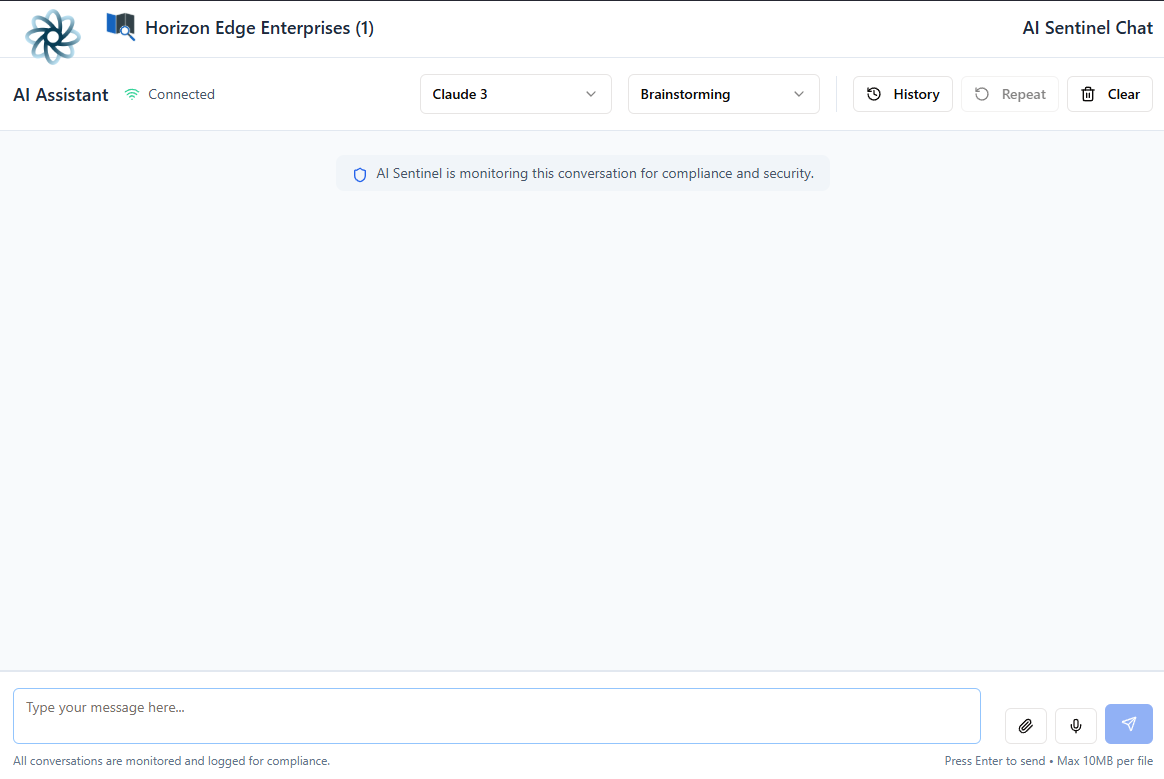 Horizon Edge Enterprises (1)
AI Sentinel Chat
AI Assistant
Connected
Claude 3
Brainstorming
History
Repeat
Clear
AI Sentinel is monitoring this conversation for compliance and security.
Type your message here...
All conversations are monitored and logged for compliance.
Press Enter to send • Max 10MB per file